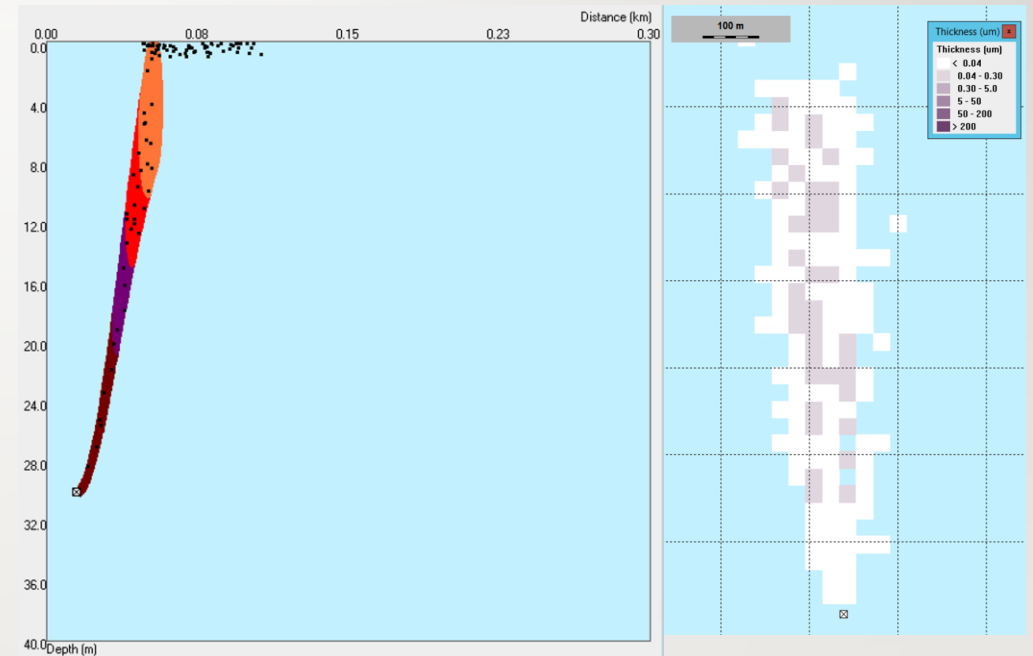 Distance (km)
0.00 0.08 0.15 0.23 0.30
0.0
4.0
8.0
12.0
16.0
20.0
24.0
28.0
32.0
36.0
40.0
Depth (m)
100 m
Thickness (um) x
Thickness (um)
< 0.04
0.04 - 0.30
0.30 - 5.0
5 - 50
50 - 200
> 200